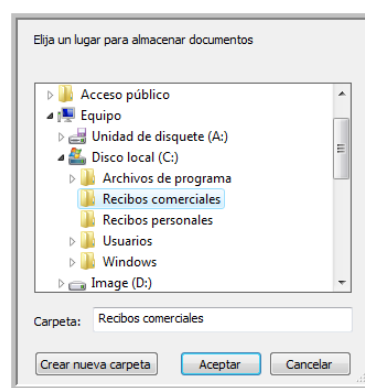 Elija un lugar para almacenar documentos
Acceso público
Equipo
Unidad de disquete (A:)
Disco local (C:)
Archivos de programa
Recibos comerciales
Recibos personales
Usuarios
Windows
Image (D:)
Carpeta: Recibos comerciales
Crear nueva carpeta Aceptar Cancelar